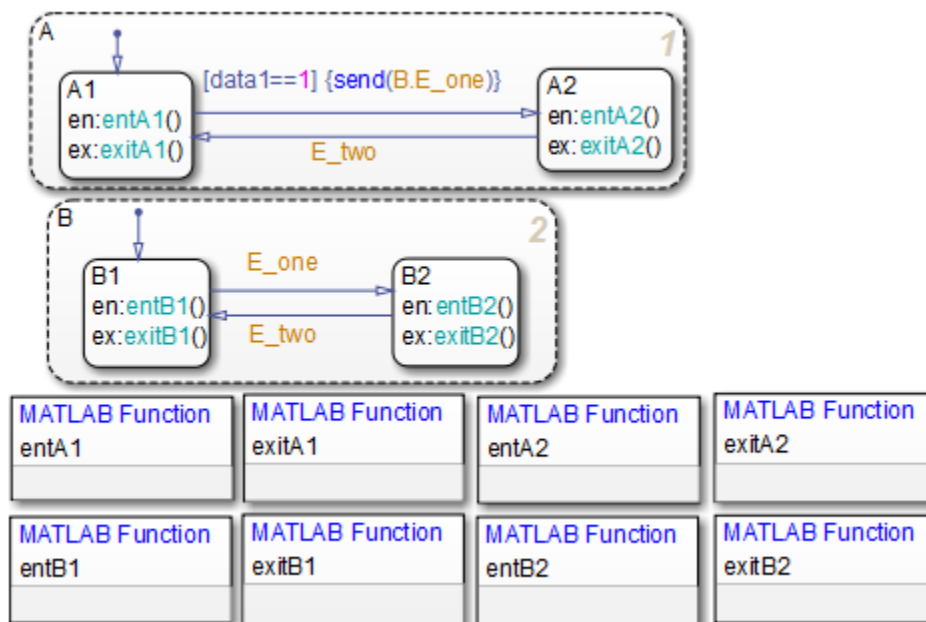 A
1
A1
en:entA1()
ex:exitA1()
[data1==1] {send(B.E_one)}
E_two
A2
en:entA2()
ex:exitA2()
B
2
B1
en:entB1()
ex:exitB1()
E_one
E_two
B2
en:entB2()
ex:exitB2()
MATLAB Function
entA1
MATLAB Function
exitA1
MATLAB Function
entA2
MATLAB Function
exitA2
MATLAB Function
entB1
MATLAB Function
exitB1
MATLAB Function
entB2
MATLAB Function
exitB2